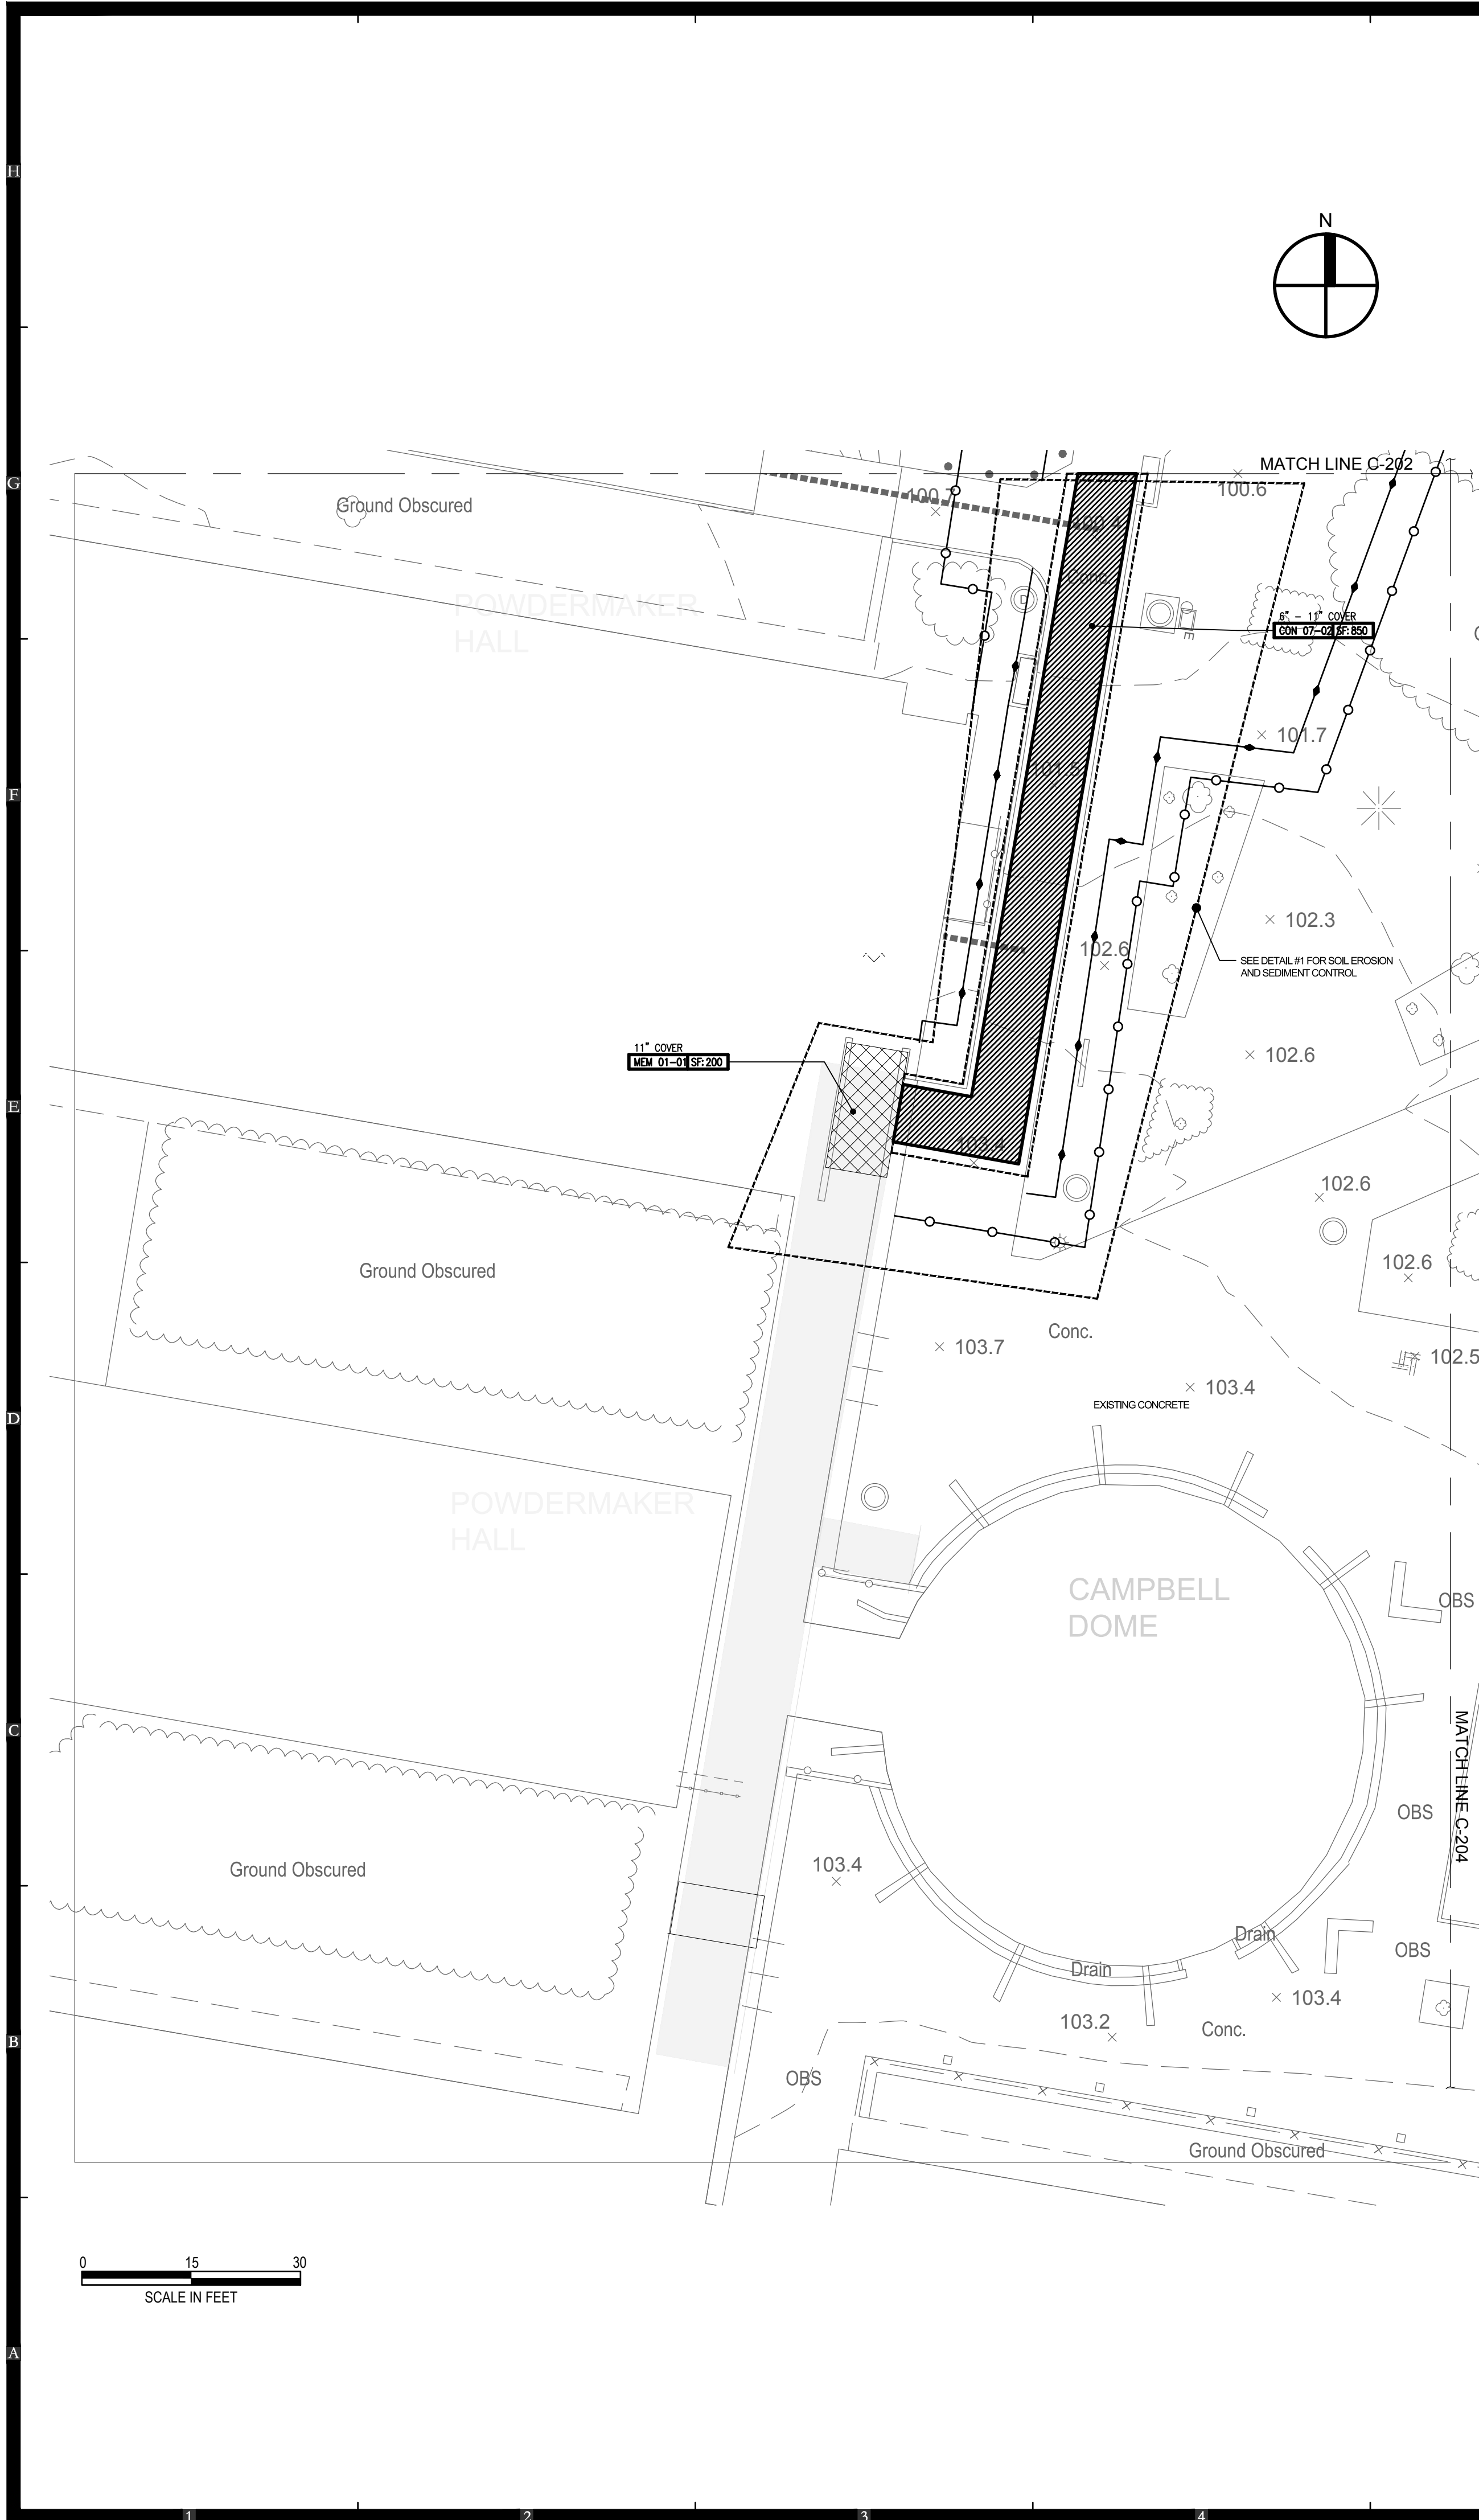 H
N
MATCH LINE C-202
G
100.7
100.6
Ground Obscured
Conc.
D
POWDERMAKER
HALL
E
6" - 11" COVER
CON 07-02 SF: 850
101.7
101.5
F
102.3
102.6
SEE DETAIL #1 FOR SOIL EROSION
AND SEDIMENT CONTROL
11" COVER
MEM 01-01 SF: 200
102.6
E
103.4
102.6
102.6
Ground Obscured
Conc.
103.7
102.5
103.4
EXISTING CONCRETE
D
POWDERMAKER
HALL
CAMPBELL
DOME
OBS
C
MATCH LINE C-204
OBS
103.4
Ground Obscured
Drain
OBS
Drain
103.4
103.2
Conc.
B
OBS
Ground Obscured
0 15 30
SCALE IN FEET
A
1 2 3 4